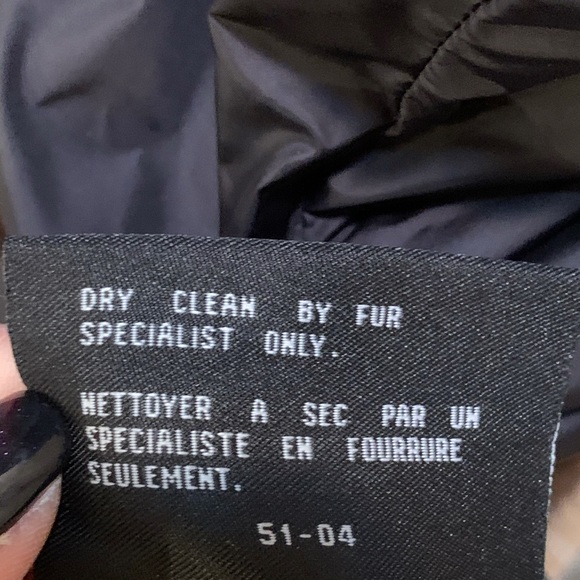 DRY CLEAN BY FUR
SPECIALIST ONLY.
NETTOYER A SEC PAR UN
SPECIALISTE EN FOURRURE
SEULEMENT.
51-04